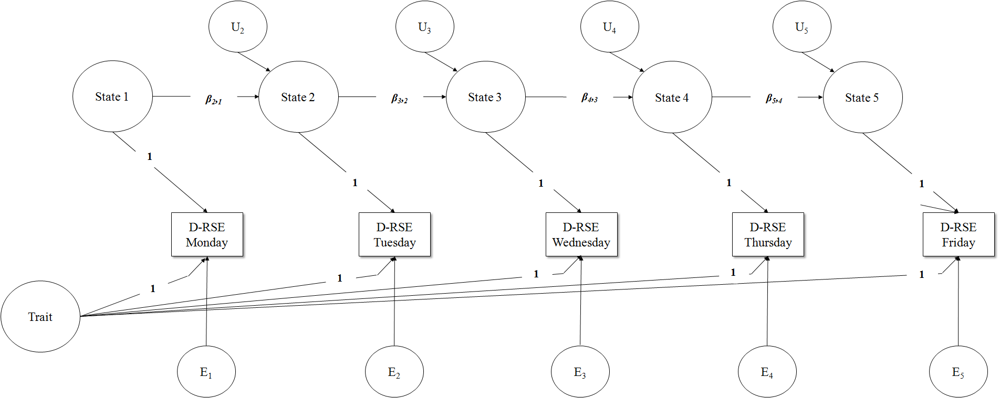 U2
U3
U4
U5
State 1
β2,1
State 2
β3,2
State 3
β4,3
State 4
β5,4
State 5
1
1
1
1
1
D-RSE
Monday
D-RSE
Tuesday
D-RSE
Wednesday
D-RSE
Thursday
D-RSE
Friday
1
1
1
1
1
Trait
E1
E2
E3
E4
E5